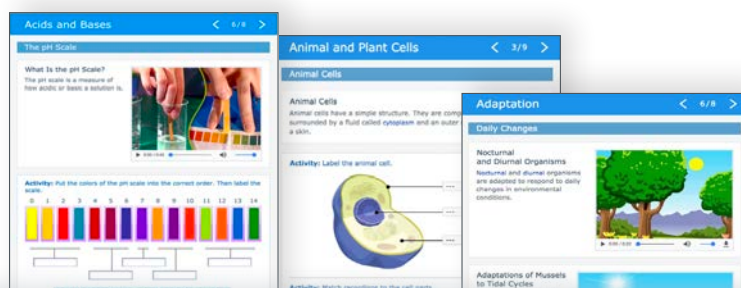 Acids and Bases
6/8
The pH Scale
What Is the pH Scale?
The pH scale is a measure of
how acidic or basic a solution is.
Activity: Put the colors of the pH scale into the correct order. Then label the
scale.
0 1 2 3 4 5 6 7 8 9 10 11 12 13 14
Animal and Plant Cells
3/9
Animal Cells
Animal Cells
Animal cells have a simple structure. They are comp
surrounded by a fluid called cytoplasm and an outer
a skin.
Activity: Label the animal cell.
Activity: Match
to the cell parts
Adaptation
6/8
Daily Changes
Nocturnal
and Diurnal Organisms
Nocturnal and diurnal organisms
are adapted to respond to daily
changes in environmental
conditions.
Adaptations of Mussels
to Tidal Cycles